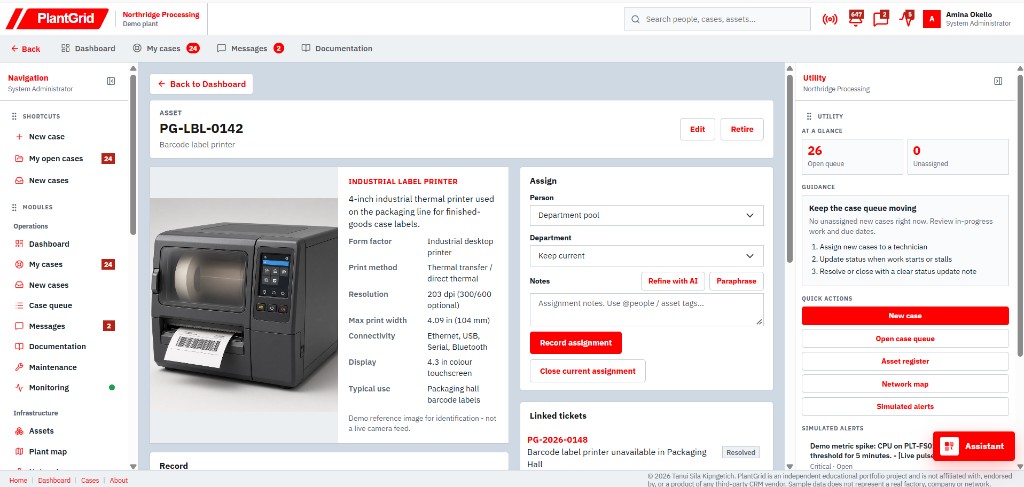 PlantGrid
Northridge Processing
Demo plant
Search people, cases, assets...
647
2
5
A
Amina Okello
System Administrator
Back
Dashboard
My cases 24
Messages 2
Documentation
Navigation
System Administrator
SHORTCUTS
New case
My open cases 24
New cases
MODULES
Operations
Dashboard
My cases 24
New cases
Case queue
Messages 2
Documentation
Maintenance
Monitoring
Infrastructure
Assets
Plant map
Back to Dashboard
ASSET
PG-LBL-0142
Barcode label printer
Edit
Retire
INDUSTRIAL LABEL PRINTER
4-inch industrial thermal printer used
on the packaging line for finished-
goods case labels.
Form factor Industrial desktop
printer
Print method Thermal transfer /
direct thermal
Resolution 203 dpi (300/600
optional)
Max print width 4.09 in (104 mm)
Connectivity Ethernet, USB,
Serial, Bluetooth
Display 4.3 in colour
touchscreen
Typical use Packaging hall
barcode labels
Demo reference image for identification - not
a live camera feed.
Record
Assign
Person
Department pool
Department
Keep current
Notes
Refine with AI
Paraphrase
Assignment notes. Use @people / asset tags...
Record assignment
Close current assignment
Linked tickets
PG-2026-0148
Barcode label printer unavailable in Packaging
Hall
Resolved
Utility
Northridge Processing
UTILITY
AT A GLANCE
26
Open queue
0
Unassigned
GUIDANCE
Keep the case queue moving
No unassigned new cases right now. Review in-progress
work and due dates.
1. Assign new cases to a technician
2. Update status when work starts or stalls
3. Resolve or close with a clear status update note
QUICK ACTIONS
New case
Open case queue
Asset register
Network map
Simulated alerts
SIMULATED ALERTS
Demo metric spike: CPU on PLT-FS0
threshold for 5 minutes. - [Live pulse
Critical · Open
Assistant
Home | Dashboard | Cases | About
© 2026 Tanui Sila Kipngetich. PlantGrid is an independent educational portfolio project and is not affiliated with, endorsed
by, or a product of any third-party CRM vendor. Sample data does not represent a real factory, company or network.